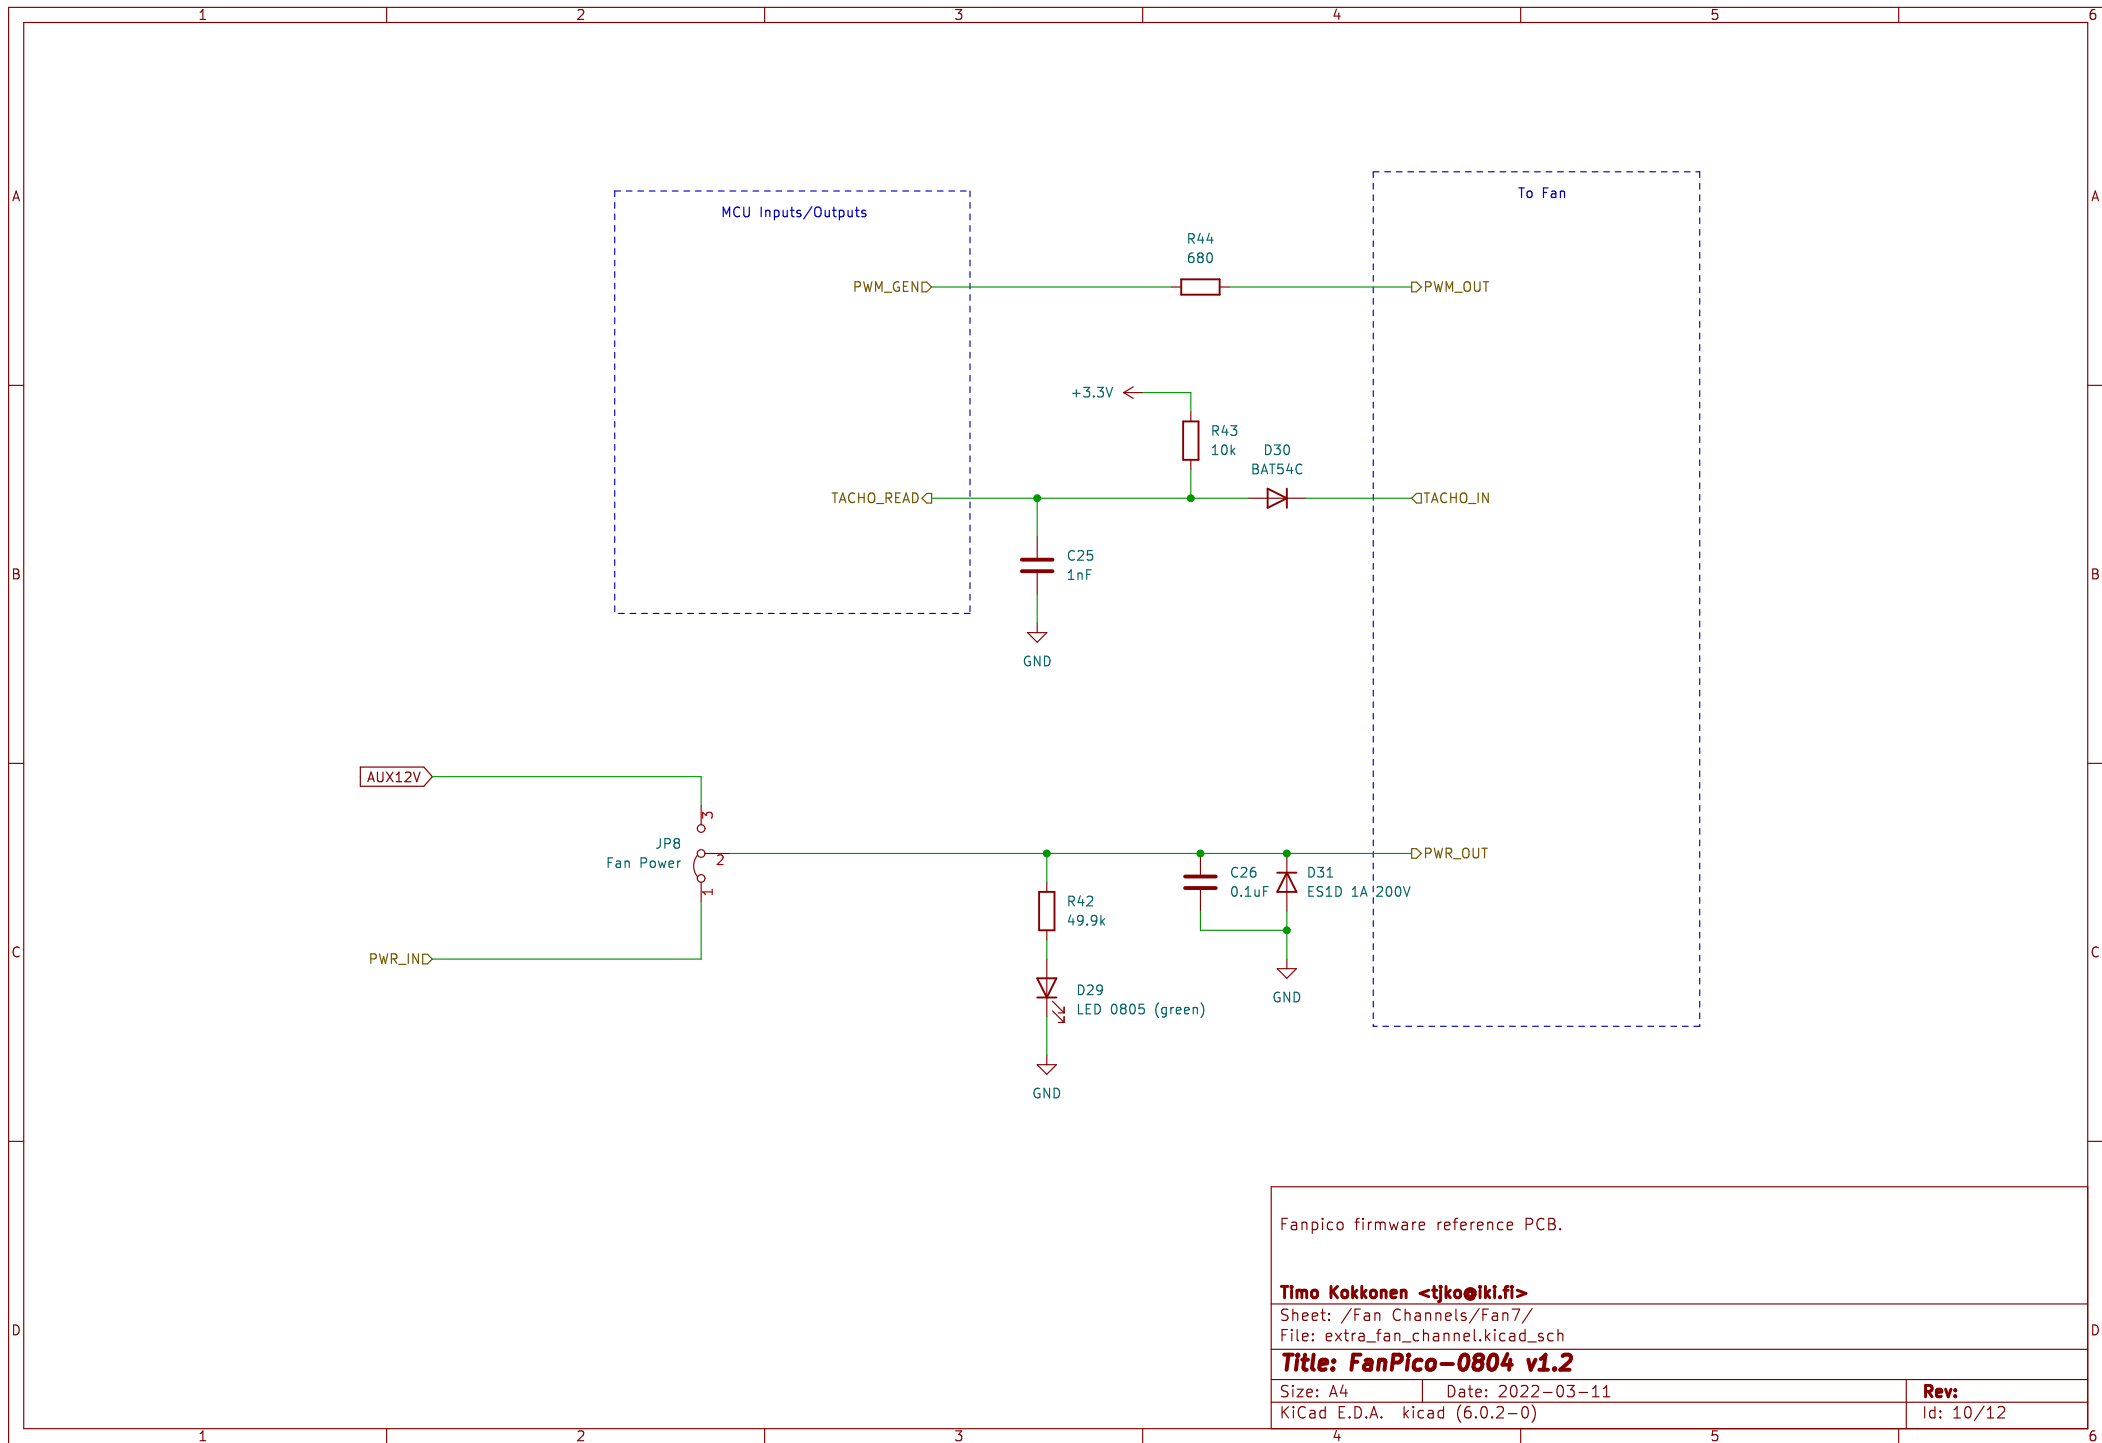 1 2 3 4 5 6
A A
To Fan
MCU Inputs/Outputs
R44
680
PWM_GEN
PWM_OUT
+3.3V
R43
10k
D30
BAT54C
TACHO_READ
TACHO_IN
C25
1nF
B B
GND
AUX12V
3
JP8
Fan Power
2
1
PWR_OUT
C26
0.1uF
D31
ES1D 1A 200V
R42
49.9k
PWR_IN
C C
D29
LED 0805 (green)
GND
GND
Fanpico firmware reference PCB.
Timo Kokkonen <tjko@iki.fi>
Sheet: /Fan Channels/Fan7/
File: extra_fan_channel.kicad_sch
D D
Title: FanPico-0804 v1.2
Size: A4
Date: 2022-03-11
Rev:
KiCad E.D.A. kicad (6.0.2-0)
Id: 10/12
1 2 3 4 5 6